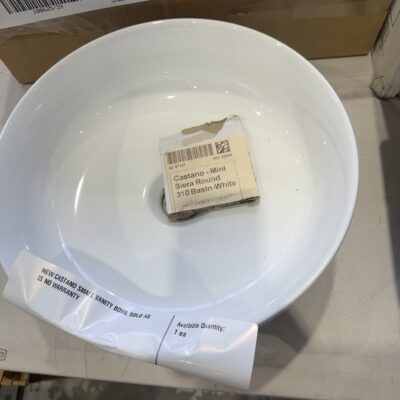 Castano - Mini
Siera Round
310 Basin-White
NEW CASTANO SMALL VANITY BOWL SOLD AS
IS NO WARRANTY
Available Quantity:
1 ea